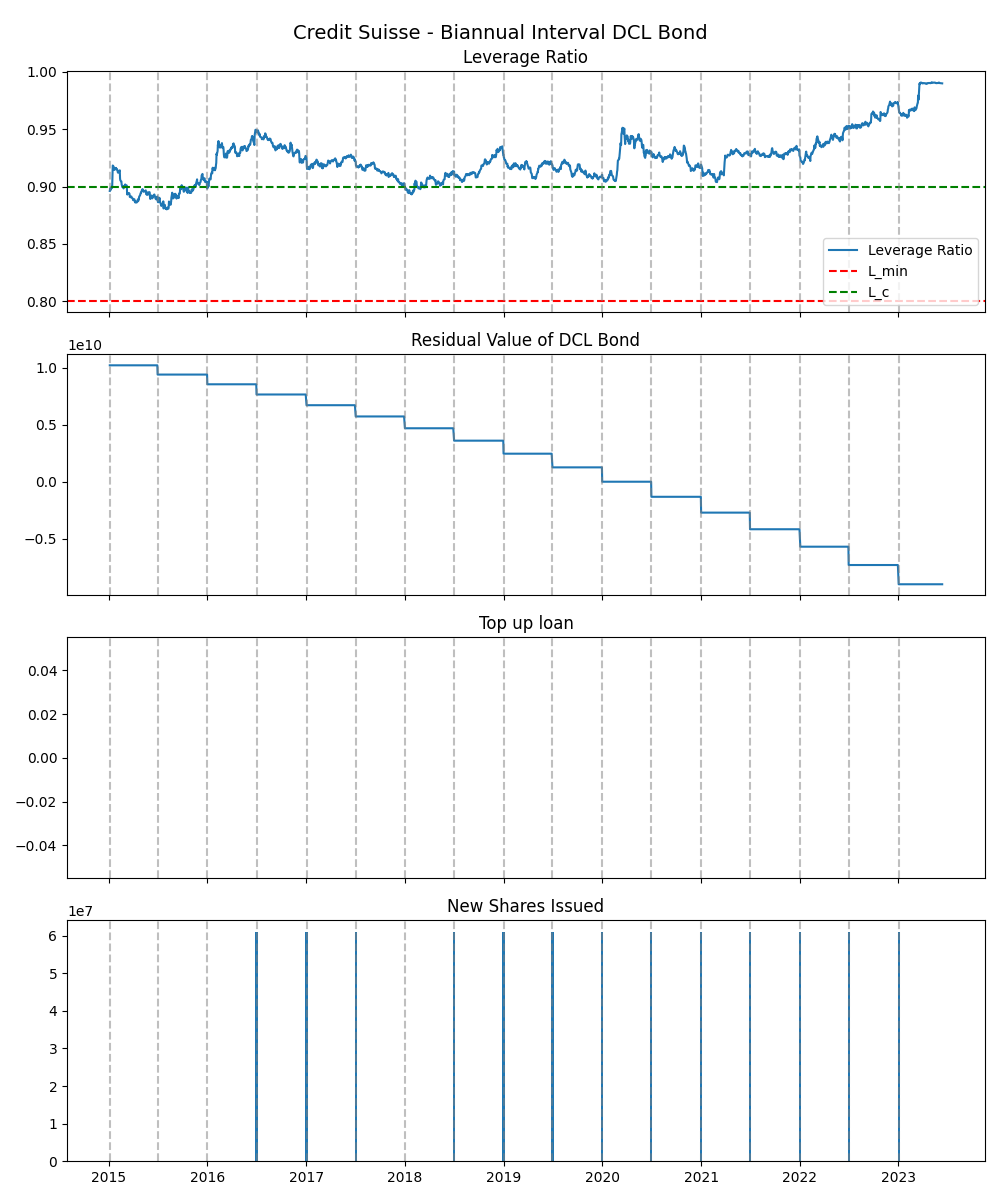 Credit Suisse - Biannual Interval DCL Bond
Leverage Ratio
1.00
0.95
0.90
0.85
0.80
Leverage Ratio
L_min
L_c
Residual Value of DCL Bond
1e10
1.0
0.5
0.0
−0.5
Top up loan
0.04
0.02
0.00
−0.02
−0.04
New Shares Issued
1e7
6
5
4
3
2
1
0
2015 2016 2017 2018 2019 2020 2021 2022 2023